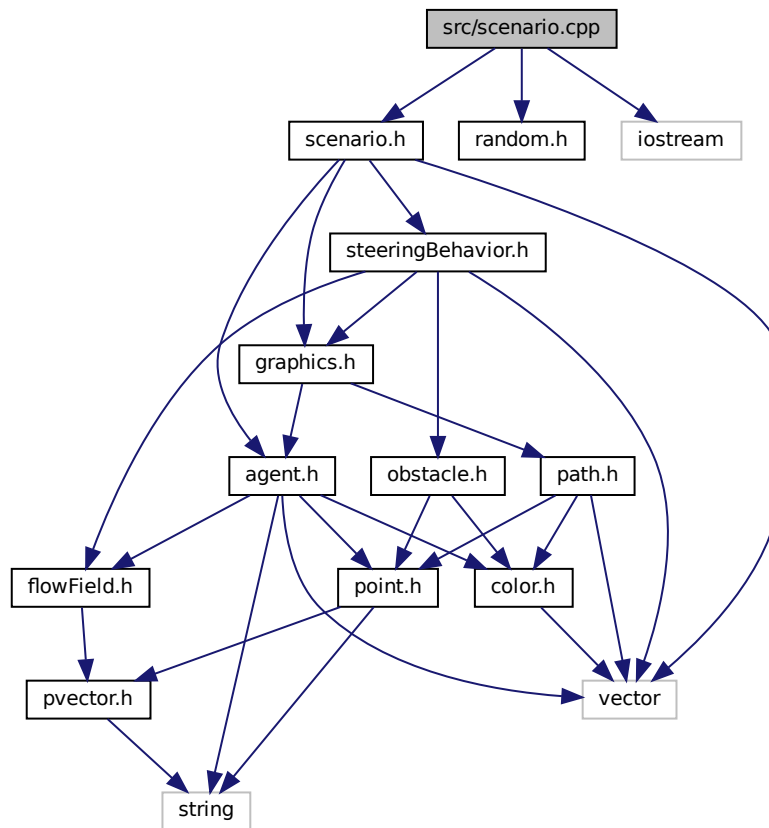 src/scenario.cpp
scenario.h
random.h
iostream
steeringBehavior.h
graphics.h
agent.h
obstacle.h
path.h
flowField.h
point.h
color.h
pvector.h
vector
string